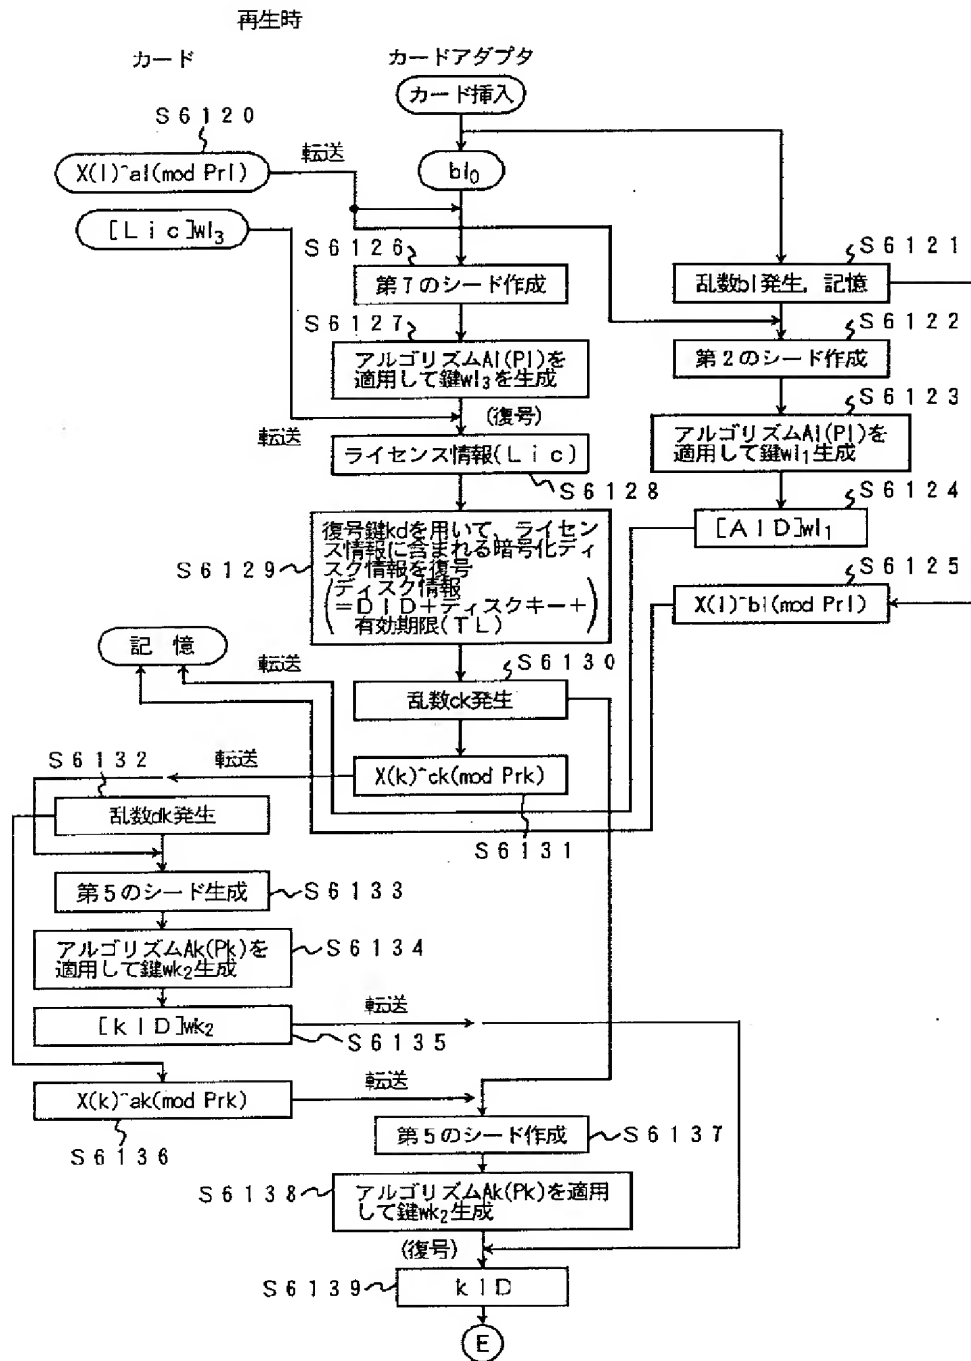 再生時
カード
カードアダプタ
カード挿入
S6120
X(l)^al(mod Prl)
転送
bl0
[Lic]wl3
S6126
第7のシード作成
S6121
乱数bl発生, 記憶
S6127
アルゴリズムAl(Pl)を
適用して鍵wl3を生成
S6122
第2のシード作成
転送
(復号)
S6123
アルゴリズムAl(Pl)を
適用して鍵wl1生成
ライセンス情報(Lic)
S6128
S6124
[AID]wl1
S6129
復号鍵kdを用いて、ライセン
ス情報に含まれる暗号化ディ
スク情報を復号
(ディスク情報
=DID+ディスクキー+
有効期限(TL))
S6125
X(l)^bl(mod Prl)
記憶
転送
S6130
乱数ck発生
S6132
転送
X(k)^ck(mod Prk)
S6131
乱数dk発生
第5のシード生成
S6133
アルゴリズムAk(Pk)を
適用して鍵wk2生成
S6134
[kID]wk2
転送
S6135
X(k)^ak(mod Prk)
転送
S6136
第5のシード作成
S6137
S6138
アルゴリズムAk(Pk)を適用
して鍵wk2生成
(復号)
S6139
kID
E